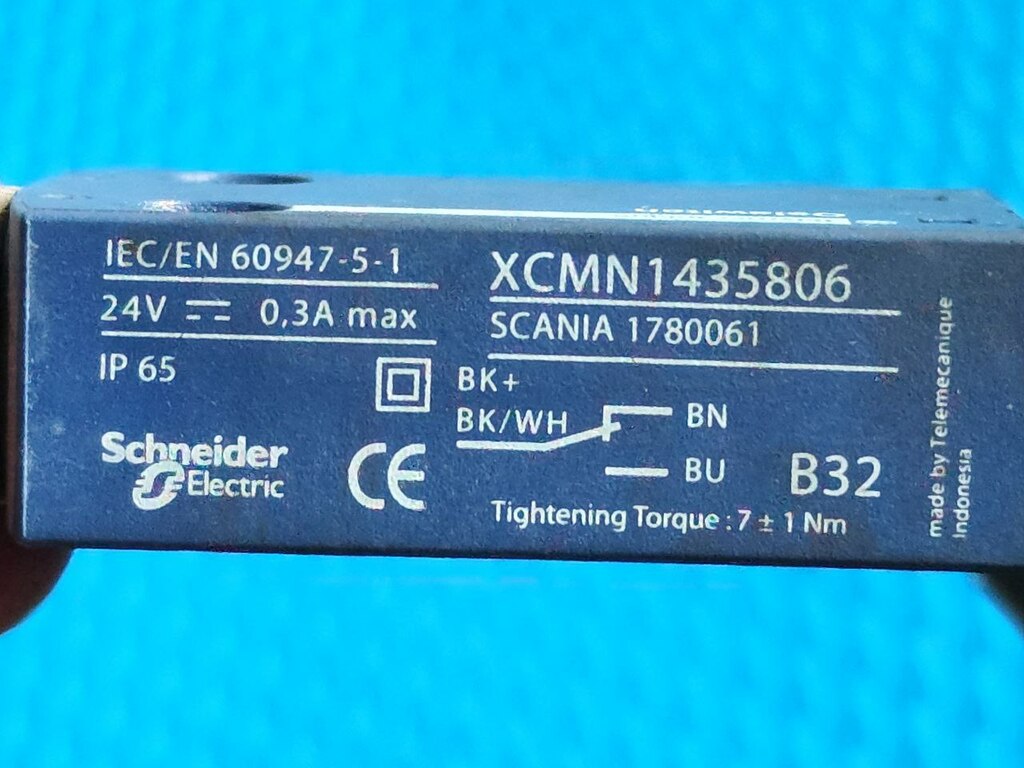 IEC/EN 60947-5-1
24V ⎓ 0,3A max
IP 65
Schneider
Electric
CE
XCMN1435806
SCANIA 1780061
BK+
BK/WH
BN
BU
B32
Tightening Torque : 7 ± 1 Nm
made by Telemecanique
Indonesia